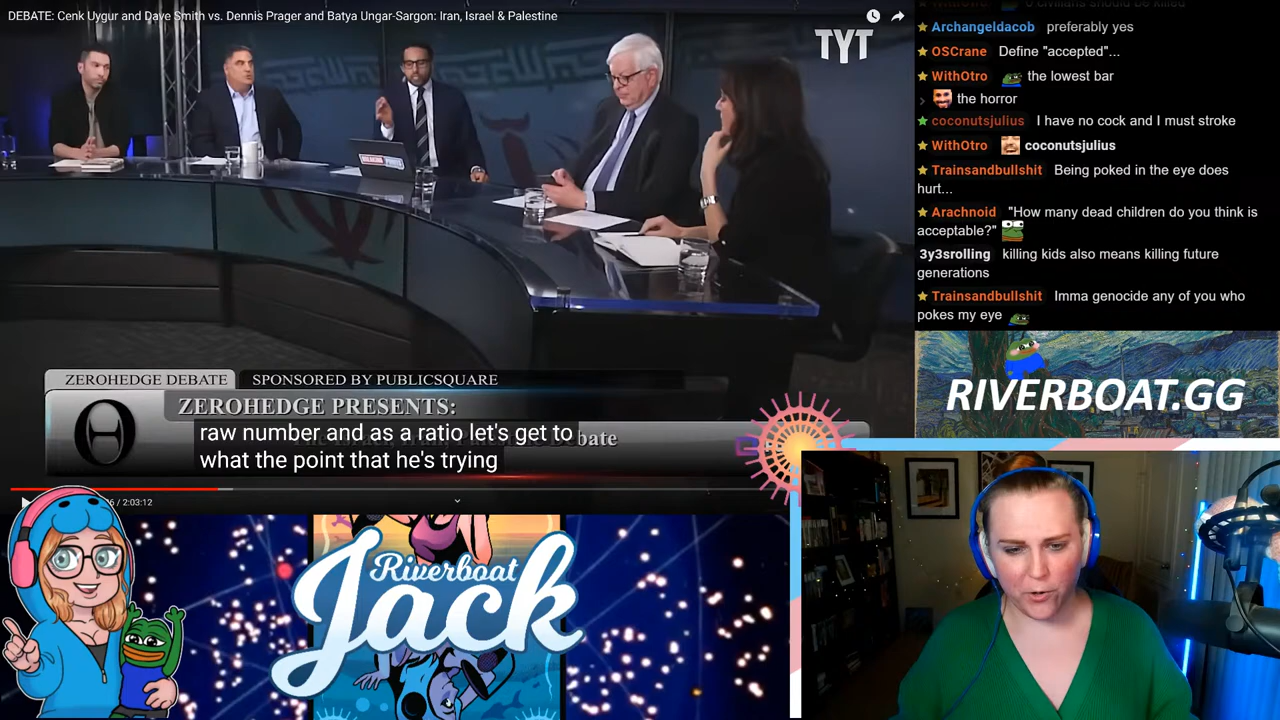 DEBATE: Cenk Uygur and Dave Smith vs. Dennis Prager and Batya Ungar-Sargon: Iran, Israel & Palestine
TYT
BREAKING POINTS
ZEROHEDGE DEBATE
SPONSORED BY PUBLICSQUARE
ZEROHEDGE PRESENTS:
raw number and as a ratio let's get to
what the point that he's trying
/ 2:03:12
Archangeldacob preferably yes
OSCrane Define "accepted"...
WithOtro the lowest bar
the horror
coconutsjulius I have no cock and I must stroke
WithOtro coconutsjulius
Trainsandbullshit Being poked in the eye does
hurt...
Arachnoid "How many dead children do you think is
acceptable?"
3y3srolling killing kids also means killing future
generations
Trainsandbullshit Imma genocide any of you who
pokes my eye
RIVERBOAT.GG
Riverboat
Jack